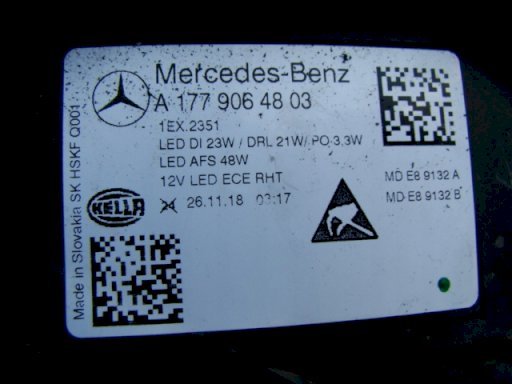 Mercedes-Benz
A 177 906 48 03
1EX.2351
LED DI 23W / DRL 21W/ PO 3,3W
LED AFS 48W
12V LED ECE RHT
26.11.18 03:17
MD E8 9132 A
MD E8 9132 B
HELLA
Made in Slovakia SK HSKF Q001